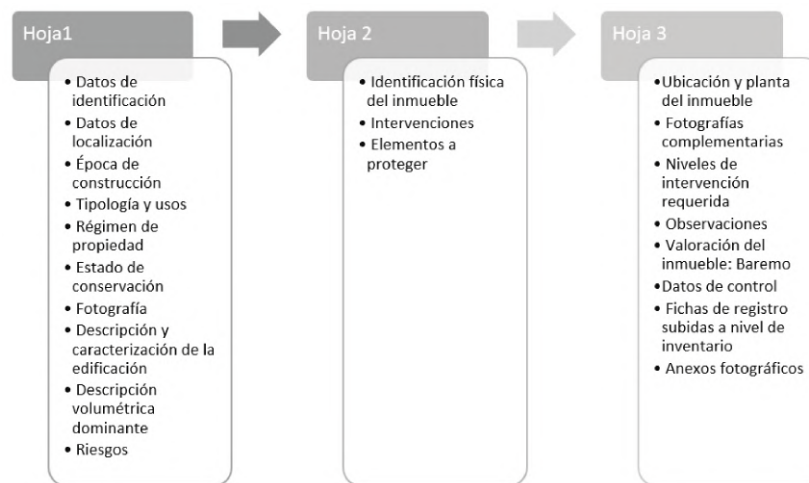 Hoja1
• Datos de
identificación
• Datos de
localización
• Época de
construcción
• Tipología y usos
• Régimen de
propiedad
• Estado de
conservación
• Fotografía
• Descripción y
caracterización de la
edificación
• Descripción
volumétrica
dominante
• Riesgos
Hoja 2
• Identificación física
del inmueble
• Intervenciones
• Elementos a
proteger
Hoja 3
•Ubicación y planta
del inmueble
• Fotografías
complementarias
• Niveles de
intervención
requerida
• Observaciones
• Valoración del
inmueble: Baremo
•Datos de control
• Fichas de registro
subidas a nivel de
inventario
• Anexos fotográficos